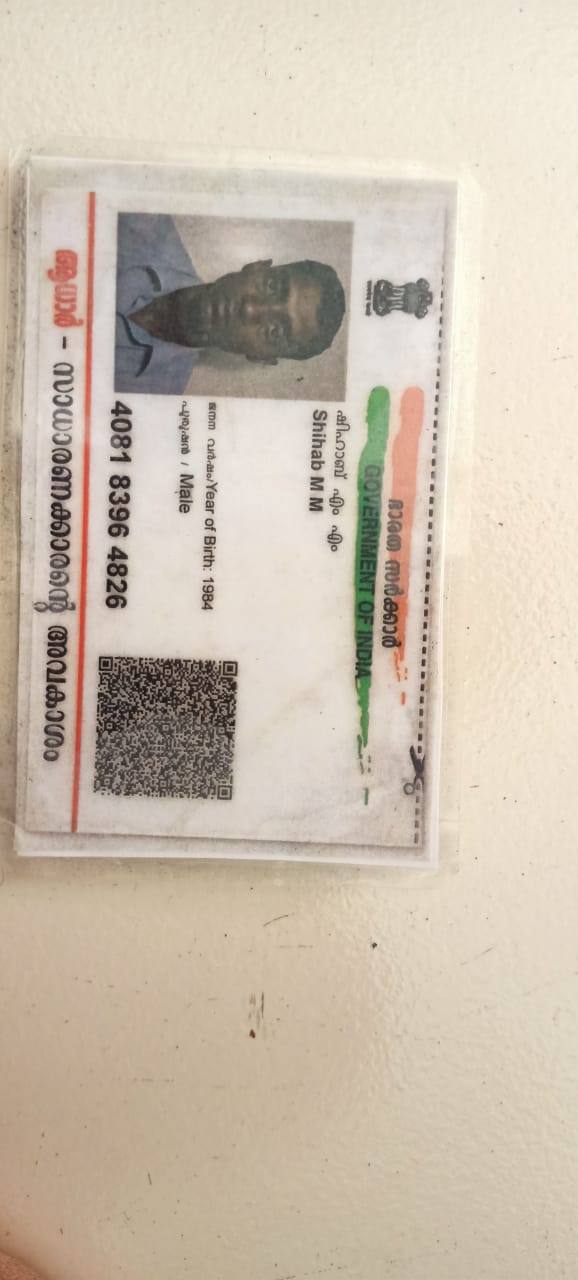 ഭാരത സർക്കാർ
GOVERNMENT OF INDIA
ഷിഹാബ് എം എം
Shihab M M
ജനന വർഷം/Year of Birth: 1984
പുരുഷൻ / Male
4081 8396 4826
ആധാർ - സാധാരണക്കാരന്റെ അവകാശം